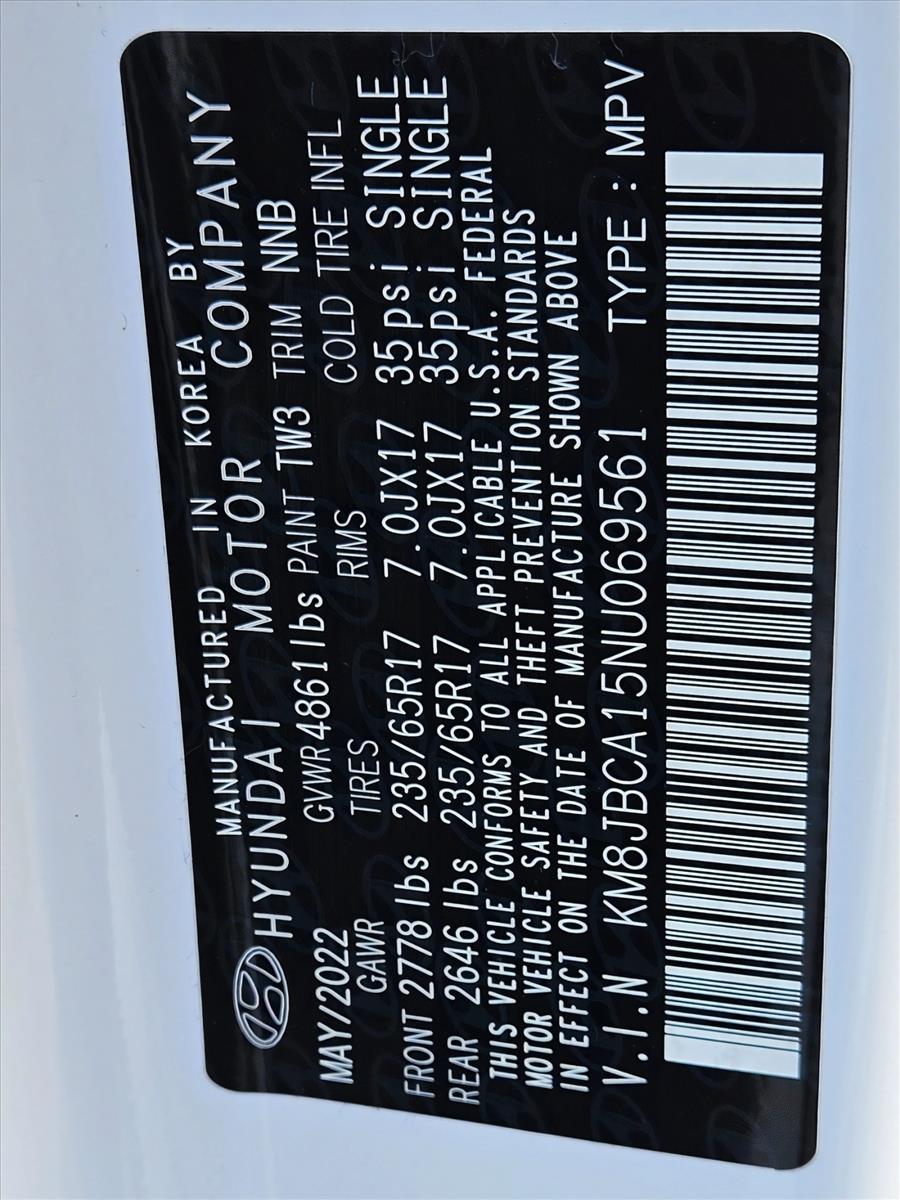 MANUFACTURED IN KOREA BY
HYUNDAI MOTOR COMPANY
MAY/2022 GVWR 4861lbs PAINT TW3 TRIM NNB
GAWR TIRES RIMS COLD TIRE INFL
FRONT 2778 lbs 235/65R17 7.0JX17 35psi SINGLE
REAR 2646 lbs 235/65R17 7.0JX17 35psi SINGLE
THIS VEHICLE CONFORMS TO ALL APPLICABLE U.S.A. FEDERAL
MOTOR VEHICLE SAFETY AND THEFT PREVENTION STANDARDS
IN EFFECT ON THE DATE OF MANUFACTURE SHOWN ABOVE
V.I.N KM8JBCA15NU069561 TYPE : MPV